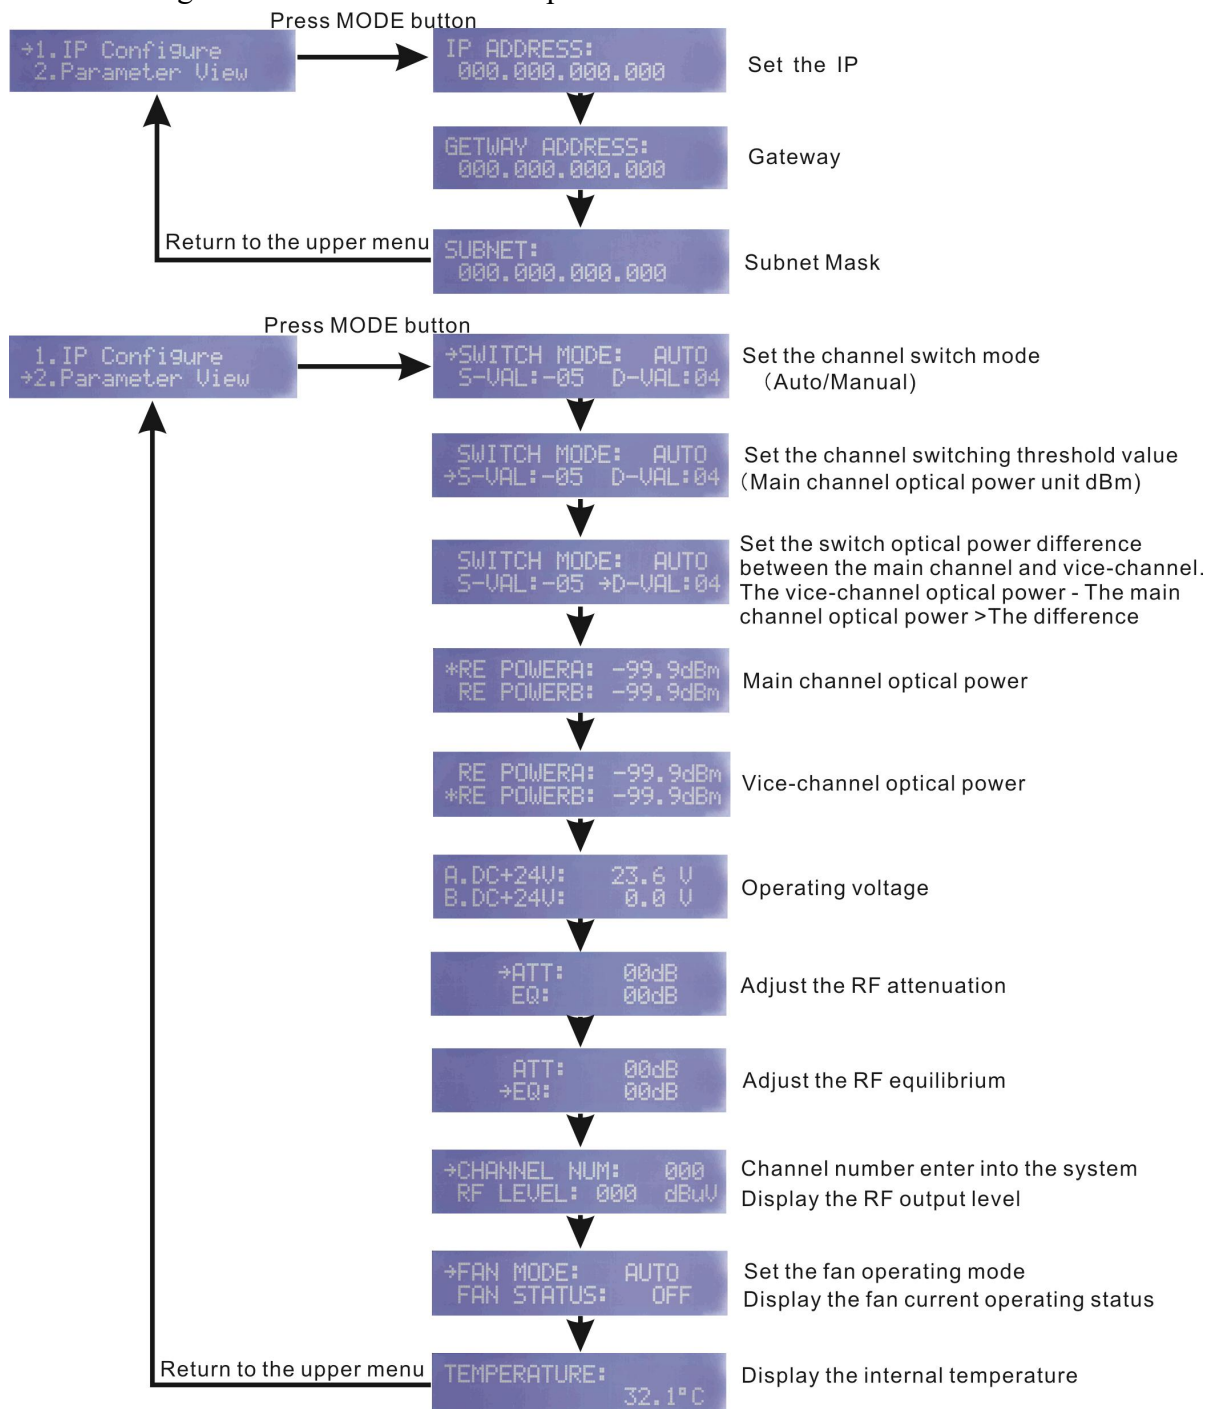 Press MODE button
→1.IP Configure
2.Parameter View
IP ADDRESS:
000.000.000.000
Set the IP
GETWAY ADDRESS:
000.000.000.000
Gateway
Return to the upper menu
SUBNET:
000.000.000.000
Subnet Mask
Press MODE button
1.IP Configure
→2.Parameter View
→SWITCH MODE: AUTO
S-VAL:-05 D-VAL:04
Set the channel switch mode
(Auto/Manual)
SWITCH MODE: AUTO
→S-VAL:-05 D-VAL:04
Set the channel switching threshold value
(Main channel optical power unit dBm)
SWITCH MODE: AUTO
S-VAL:-05 →D-VAL:04
Set the switch optical power difference
between the main channel and vice-channel.
The vice-channel optical power - The main
channel optical power >The difference
*RE POWERA: -99.9dBm
RE POWERB: -99.9dBm
Main channel optical power
RE POWERA: -99.9dBm
*RE POWERB: -99.9dBm
Vice-channel optical power
A.DC+24V: 23.6 V
B.DC+24V: 0.0 V
Operating voltage
→ATT: 00dB
EQ: 00dB
Adjust the RF attenuation
ATT: 00dB
→EQ: 00dB
Adjust the RF equilibrium
→CHANNEL NUM: 000
RF LEVEL: 000 dBuV
Channel number enter into the system
Display the RF output level
→FAN MODE: AUTO
FAN STATUS: OFF
Set the fan operating mode
Display the fan current operating status
Return to the upper menu
TEMPERATURE:
32.1°C
Display the internal temperature